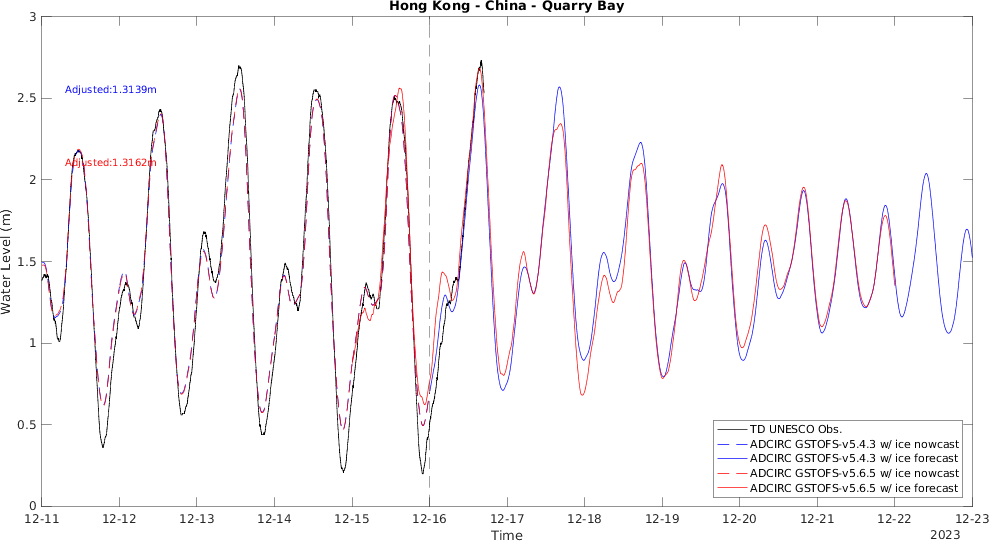 Hong Kong - China - Quarry Bay
3
2.5
2
1.5
1
0.5
0
Water Level (m)
Adjusted:1.3139m
Adjusted:1.3162m
TD UNESCO Obs.
ADCIRC GSTOFS-v5.4.3 w/ ice nowcast
ADCIRC GSTOFS-v5.4.3 w/ ice forecast
ADCIRC GSTOFS-v5.6.5 w/ ice nowcast
ADCIRC GSTOFS-v5.6.5 w/ ice forecast
12-11 12-12 12-13 12-14 12-15 12-16 12-17 12-18 12-19 12-20 12-21 12-22 12-23
Time
2023